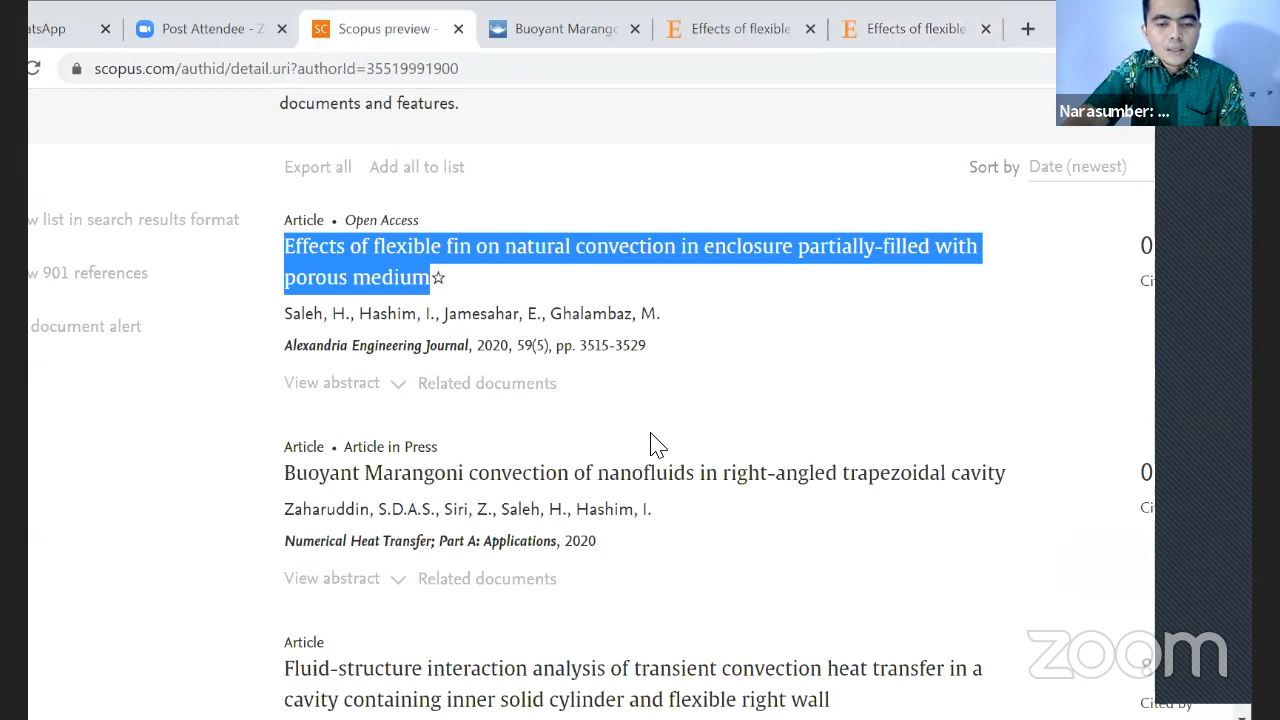 atsApp
Post Attendee - Z
Scopus preview -
Buoyant Marang
Effects of flexible
Effects of flexible
scopus.com/authid/detail.uri?authorId=35519991900
documents and features.
Narasumber: ...
Export all Add all to list
Sort by Date (newest)
w list in search results format
Article • Open Access
Effects of flexible fin on natural convection in enclosure partially-filled with
0
w 901 references
porous medium☆
Ci
document alert
Saleh, H., Hashim, I., Jamesahar, E., Ghalambaz, M.
Alexandria Engineering Journal, 2020, 59(5), pp. 3515-3529
View abstract Related documents
Article • Article in Press
Buoyant Marangoni convection of nanofluids in right-angled trapezoidal cavity
0
Zaharuddin, S.D.A.S., Siri, Z., Saleh, H., Hashim, I.
Ci
Numerical Heat Transfer; Part A: Applications, 2020
View abstract Related documents
Article
Fluid-structure interaction analysis of transient convection heat transfer in a
cavity containing inner solid cylinder and flexible right wall
8
Cited by
zoom